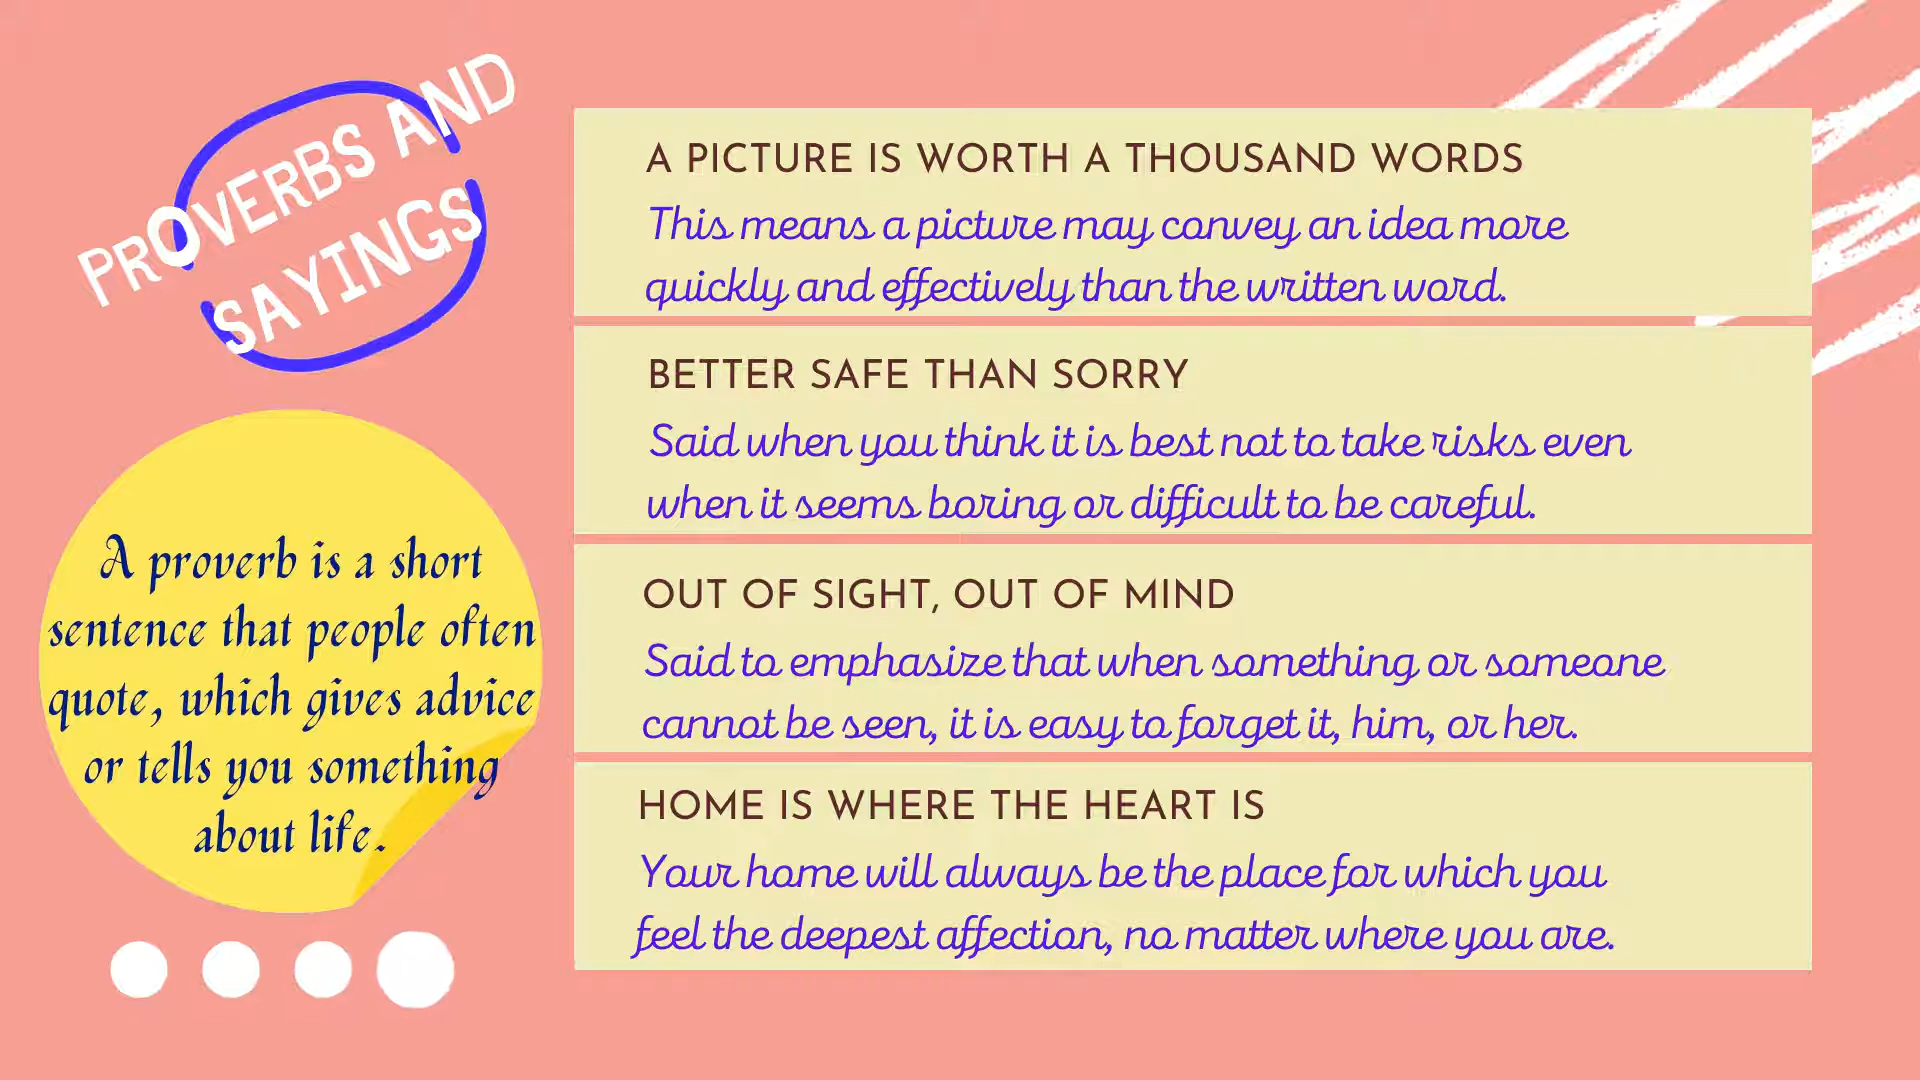 PROVERBS AND
SAYINGS
A proverb is a short
sentence that people often
quote, which gives advice
or tells you something
about life.
A PICTURE IS WORTH A THOUSAND WORDS
This means a picture may convey an idea more
quickly and effectively than the written word.
BETTER SAFE THAN SORRY
Said when you think it is best not to take risks even
when it seems boring or difficult to be careful.
OUT OF SIGHT, OUT OF MIND
Said to emphasize that when something or someone
cannot be seen, it is easy to forget it, him, or her.
HOME IS WHERE THE HEART IS
Your home will always be the place for which you
feel the deepest affection, no matter where you are.